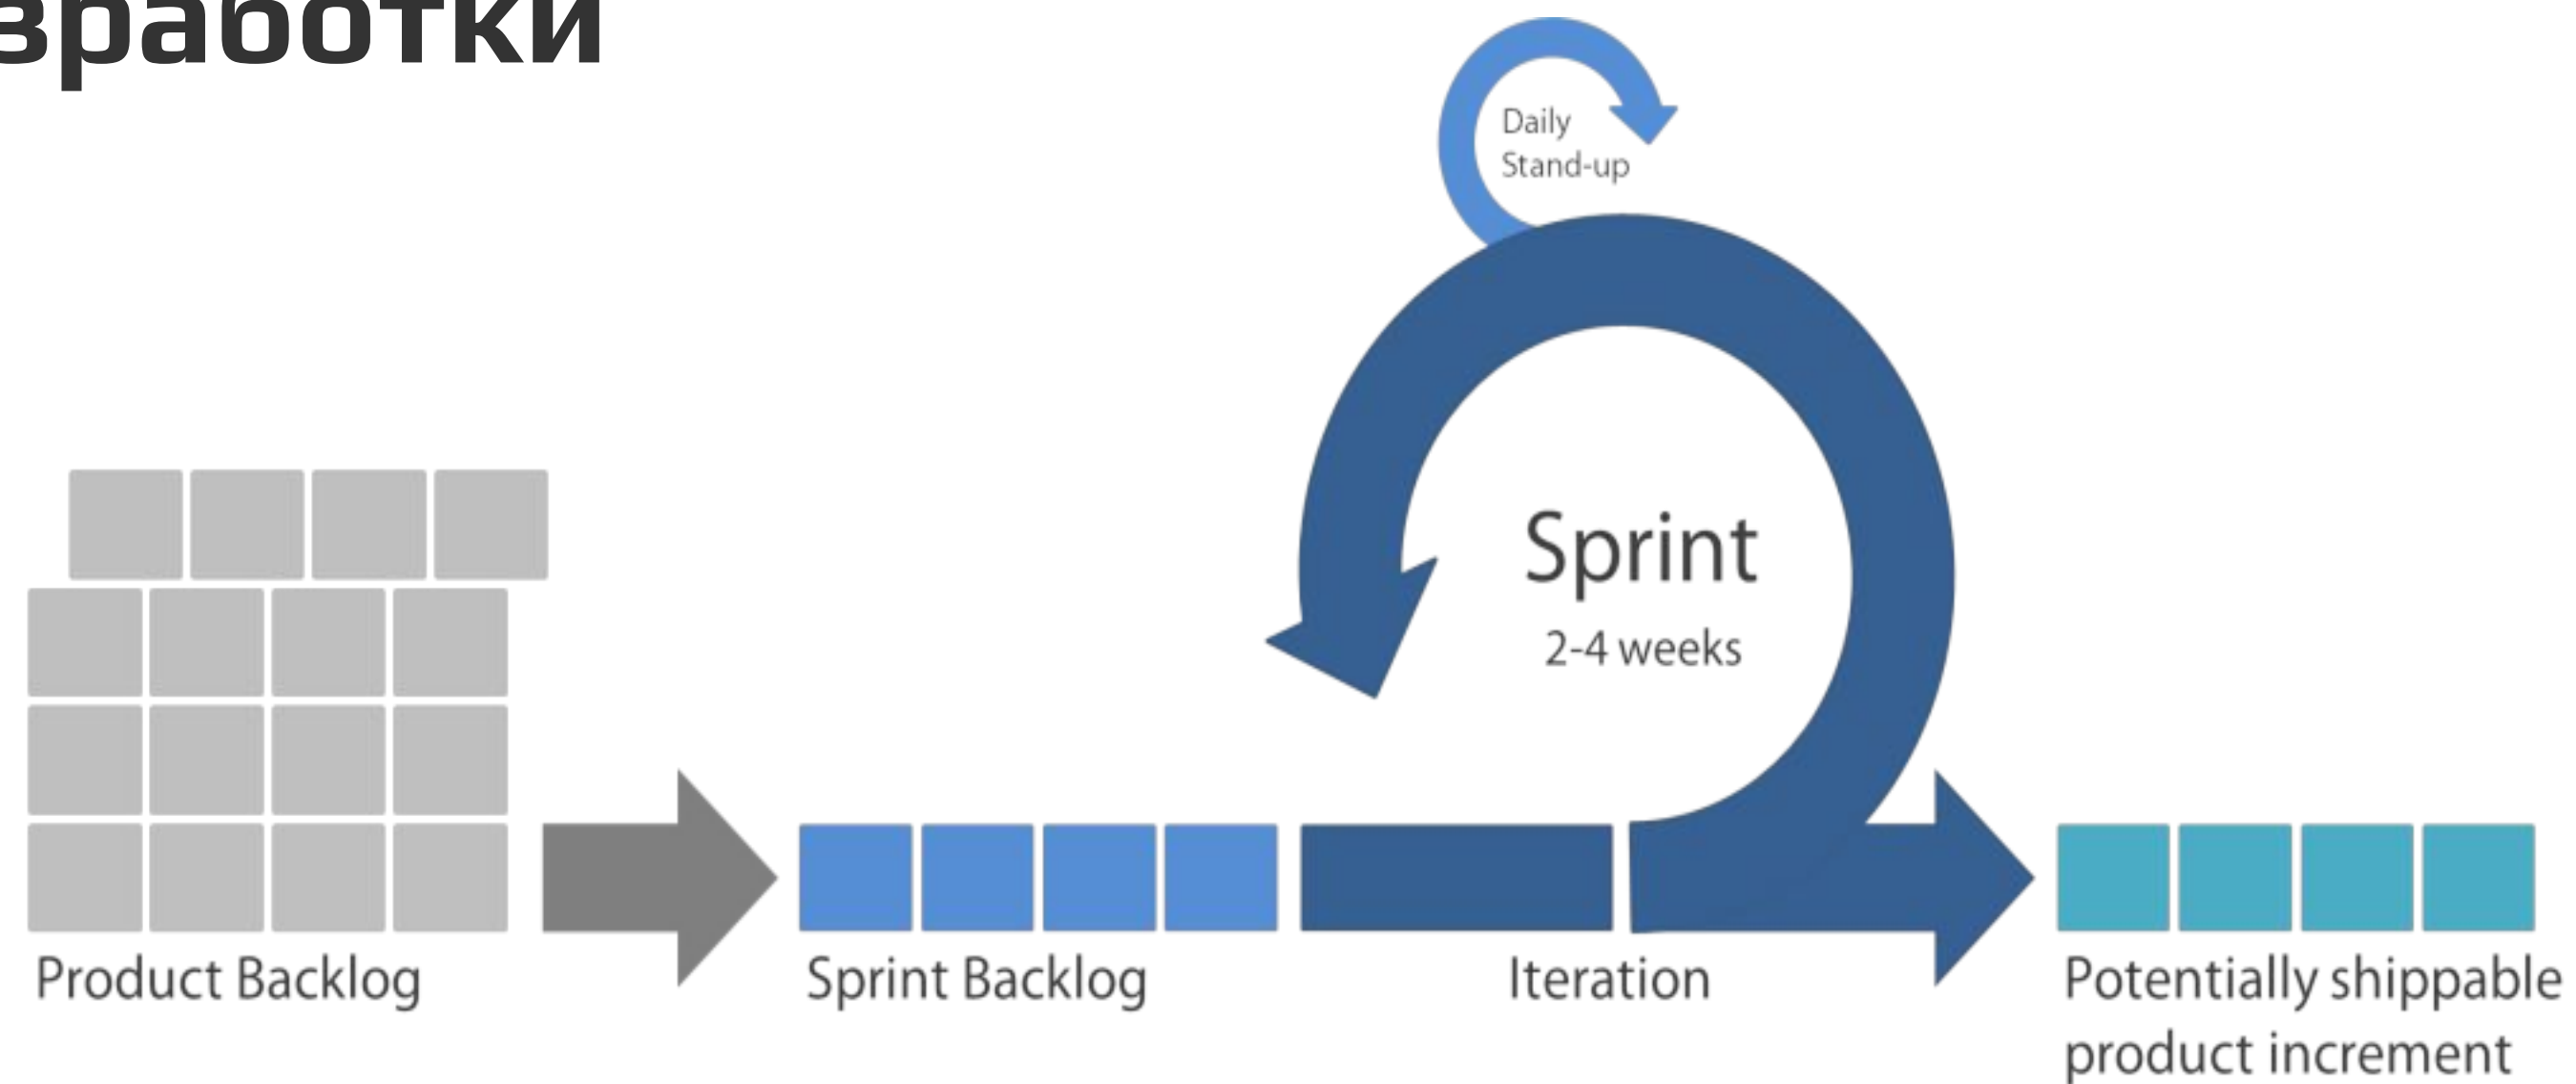 зработки
Daily
Stand-up
Sprint
2-4 weeks
Product Backlog
Sprint Backlog
Iteration
Potentially shippable
product increment